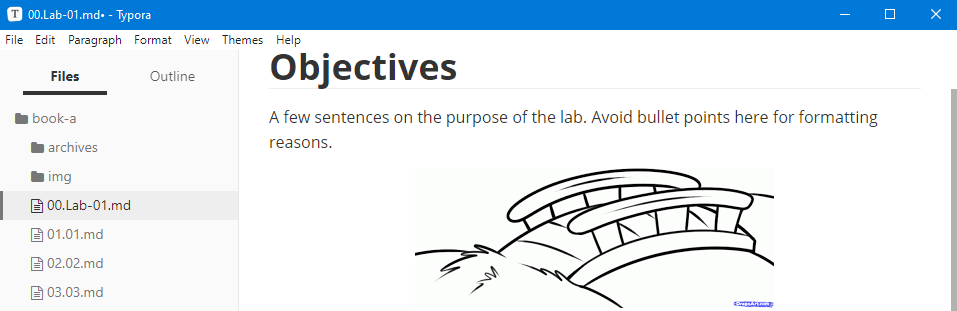 00.Lab-01.md• - Typora
File Edit Paragraph Format View Themes Help
Files Outline
book-a
archives
img
00.Lab-01.md
01.01.md
02.02.md
03.03.md
Objectives
A few sentences on the purpose of the lab. Avoid bullet points here for formatting
reasons.